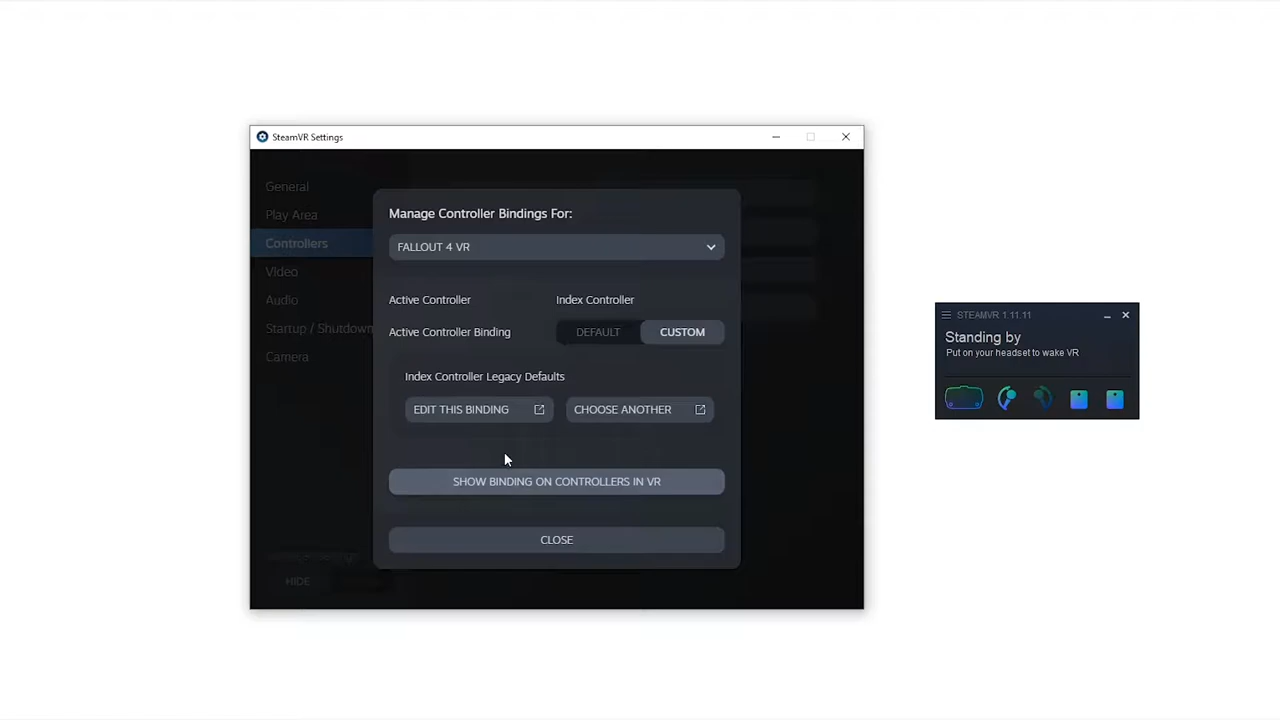 SteamVR Settings
General
Play Area
Controllers
Video
Audio
Startup / Shutdown
Camera
HIDE
Manage Controller Bindings For:
FALLOUT 4 VR
Active Controller
Index Controller
Active Controller Binding
DEFAULT
CUSTOM
Index Controller Legacy Defaults
EDIT THIS BINDING
CHOOSE ANOTHER
SHOW BINDING ON CONTROLLERS IN VR
CLOSE
STEAMVR 1.11.11
Standing by
Put on your headset to wake VR